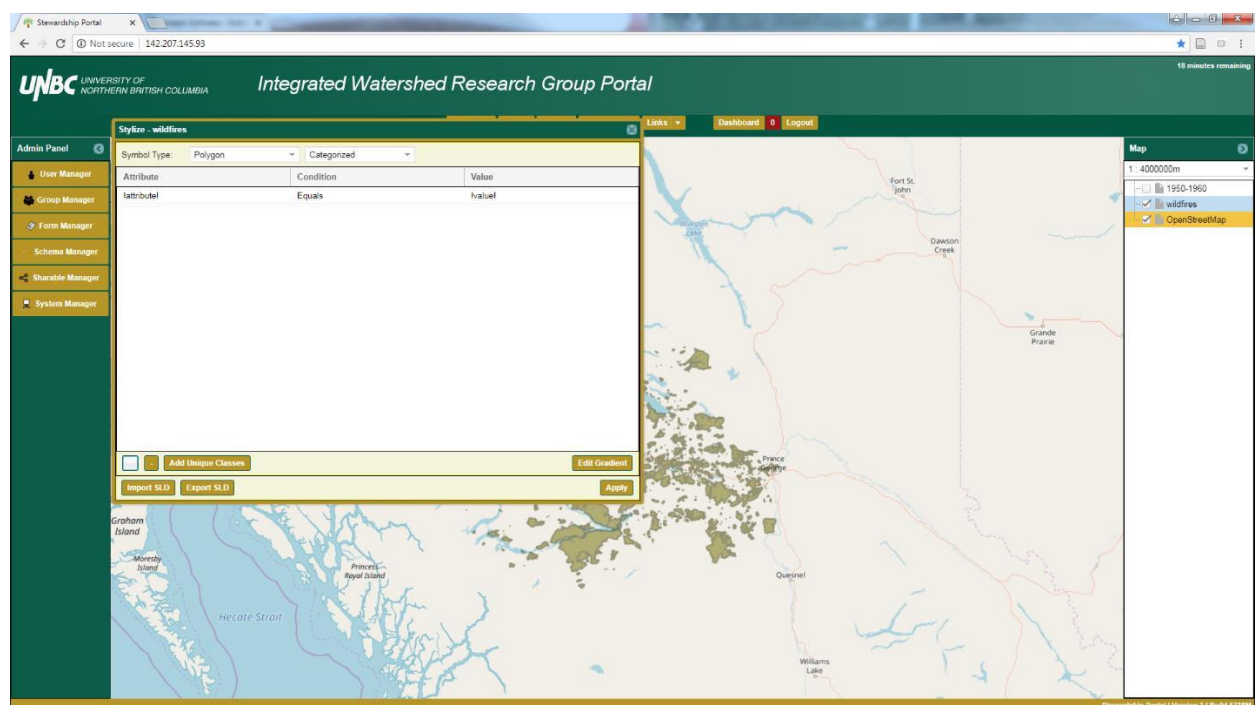 Stewardship Portal
Not secure | 142.207.145.93
18 minutes remaining
UNBC UNIVERSITY OF
NORTHERN BRITISH COLUMBIA
Integrated Watershed Research Group Portal
Links
Dashboard 0 Logout
Admin Panel
User Manager
Group Manager
Form Manager
Schema Manager
Sharable Manager
System Manager
Stylize - wildfires
Symbol Type: Polygon Categorized
Attribute Condition Value
!attribute! Equals !value!
- Add Unique Classes Edit Gradient
Import SLD Export SLD Apply
Map
1 : 4000000m
1950-1960
wildfires
OpenStreetMap
Fort St.
John
Williston
Lake
Dawson
Creek
Grande
Prairie
Prince
George
Graham
Island
Moresby
Island
Princess
Royal Island
Hecate Strait
Quesnel
Williams
Lake